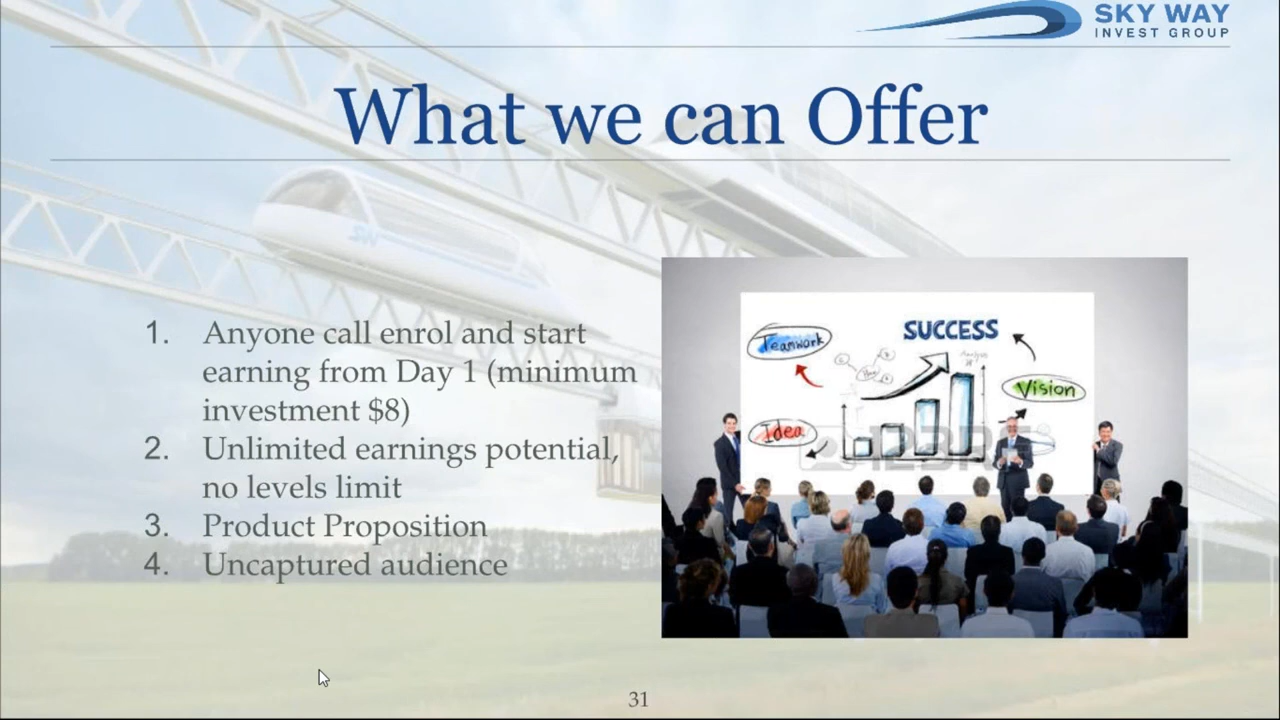 SKY WAY
INVEST GROUP
What we can Offer
1. Anyone call enrol and start
earning from Day 1 (minimum
investment $8)
2. Unlimited earnings potential,
no levels limit
3. Product Proposition
4. Uncaptured audience
Teamwork
SUCCESS
Vision
Idea
31